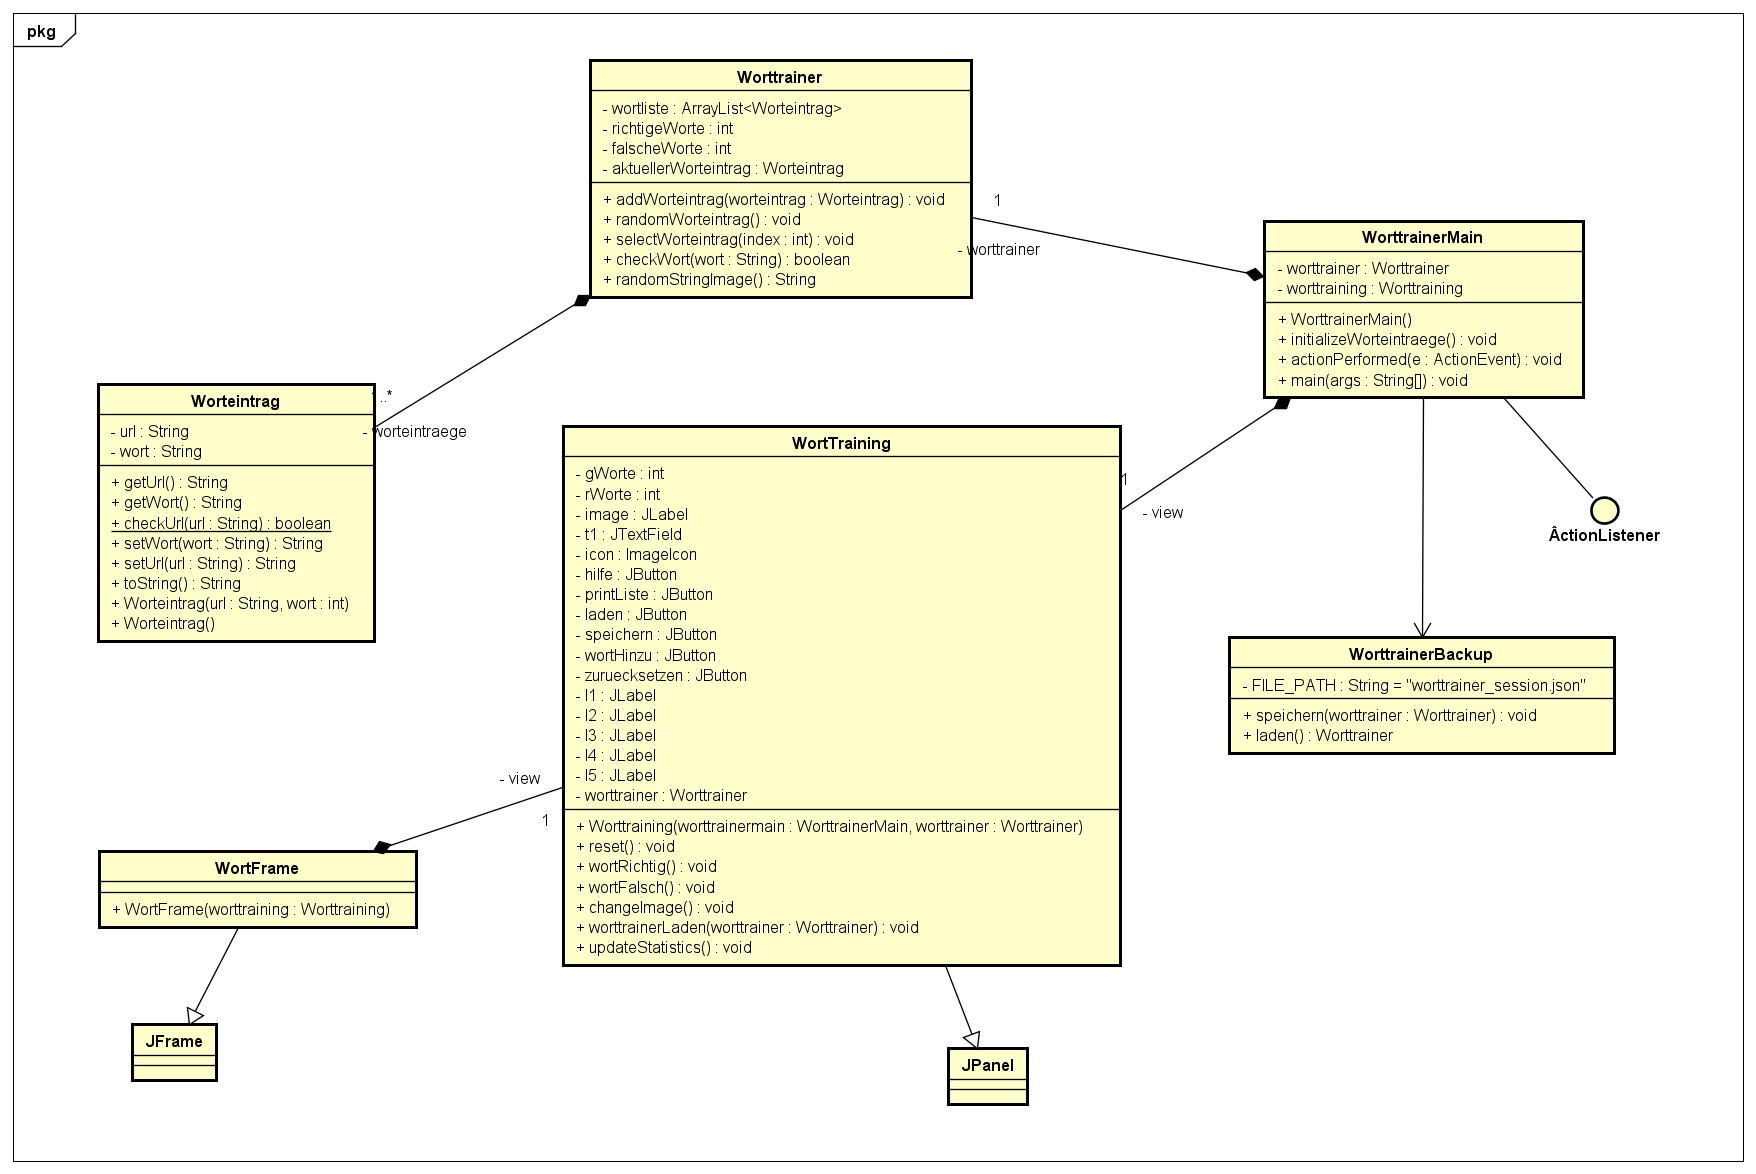 pkg
Worttrainer
- wortliste : ArrayList<Worteintrag>
- richtigeWorte : int
- falscheWorte : int
- aktuellerWorteintrag : Worteintrag
+ addWorteintrag(worteintrag : Worteintrag) : void
+ randomWorteintrag() : void
+ selectWorteintrag(index : int) : void
+ checkWort(wort : String) : boolean
+ randomStringImage() : String
1
- worttrainer
WorttrainerMain
- worttrainer : Worttrainer
- worttraining : Worttraining
+ WorttrainerMain()
+ initializeWorteintraege() : void
+ actionPerformed(e : ActionEvent) : void
+ main(args : String[]) : void
Worteintrag
- url : String
- wort : String
+ getUrl() : String
+ getWort() : String
+ checkUrl(url : String) : boolean
+ setWort(wort : String) : String
+ setUrl(url : String) : String
+ toString() : String
+ Worteintrag(url : String, wort : int)
+ Worteintrag()
1..*
- worteintraege
WortTraining
- gWorte : int
- rWorte : int
- image : JLabel
- t1 : JTextField
- icon : ImageIcon
- hilfe : JButton
- printListe : JButton
- laden : JButton
- speichern : JButton
- wortHinzu : JButton
- zuruecksetzen : JButton
- l1 : JLabel
- l2 : JLabel
- l3 : JLabel
- l4 : JLabel
- l5 : JLabel
- worttrainer : Worttrainer
+ Worttraining(worttrainermain : WorttrainerMain, worttrainer : Worttrainer)
+ reset() : void
+ wortRichtig() : void
+ wortFalsch() : void
+ changeImage() : void
+ worttrainerLaden(worttrainer : Worttrainer) : void
+ updateStatistics() : void
1
- view
ÂctionListener
WorttrainerBackup
- FILE_PATH : String = "worttrainer_session.json"
+ speichern(worttrainer : Worttrainer) : void
+ laden() : Worttrainer
- view
1
WortFrame
+ WortFrame(worttraining : Worttraining)
JFrame
JPanel